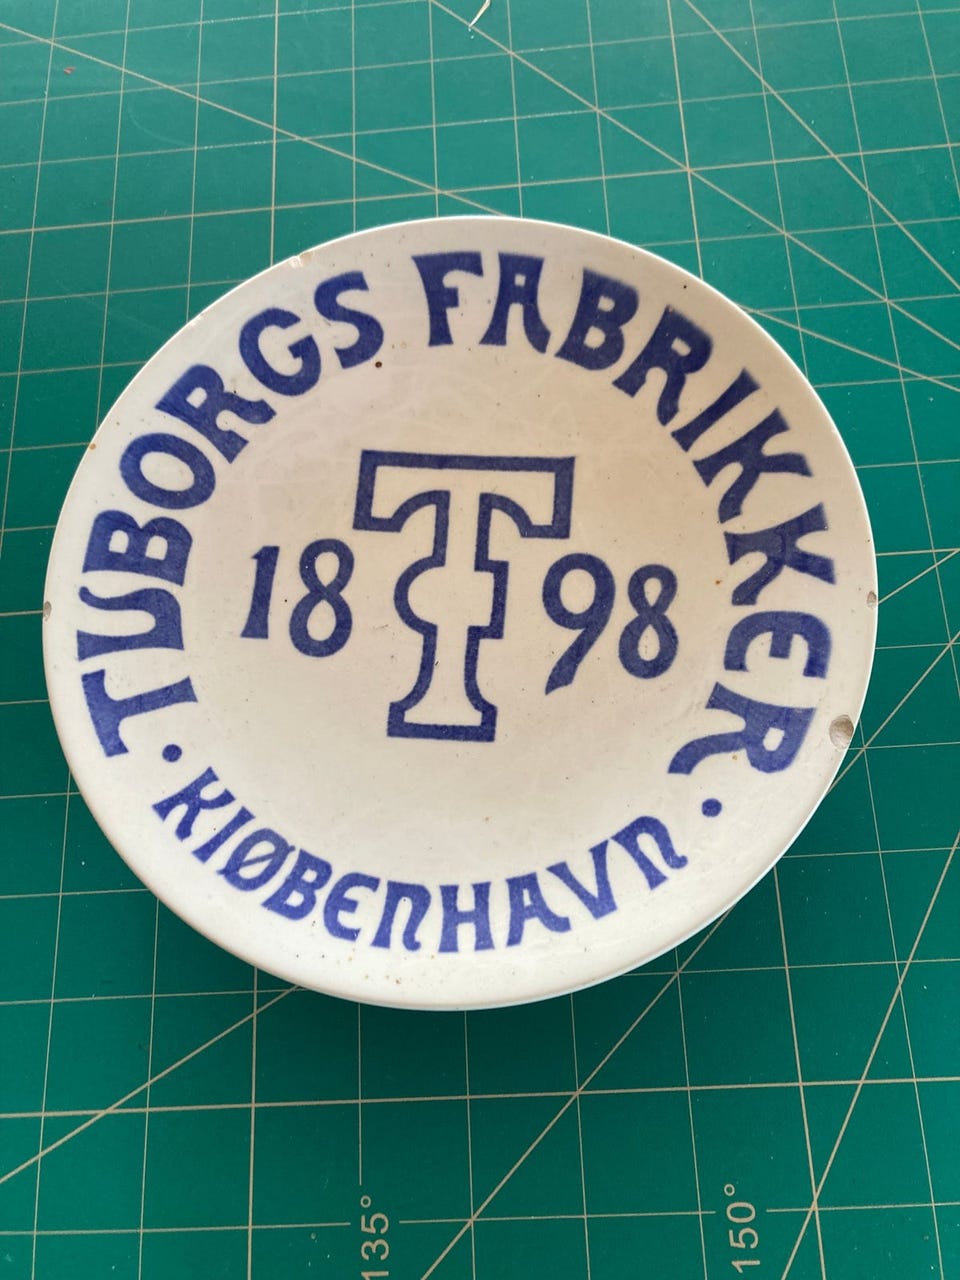 TUBORGS FABRIKKER
18 T 98
· KIØBENHAVN ·
135°
150°